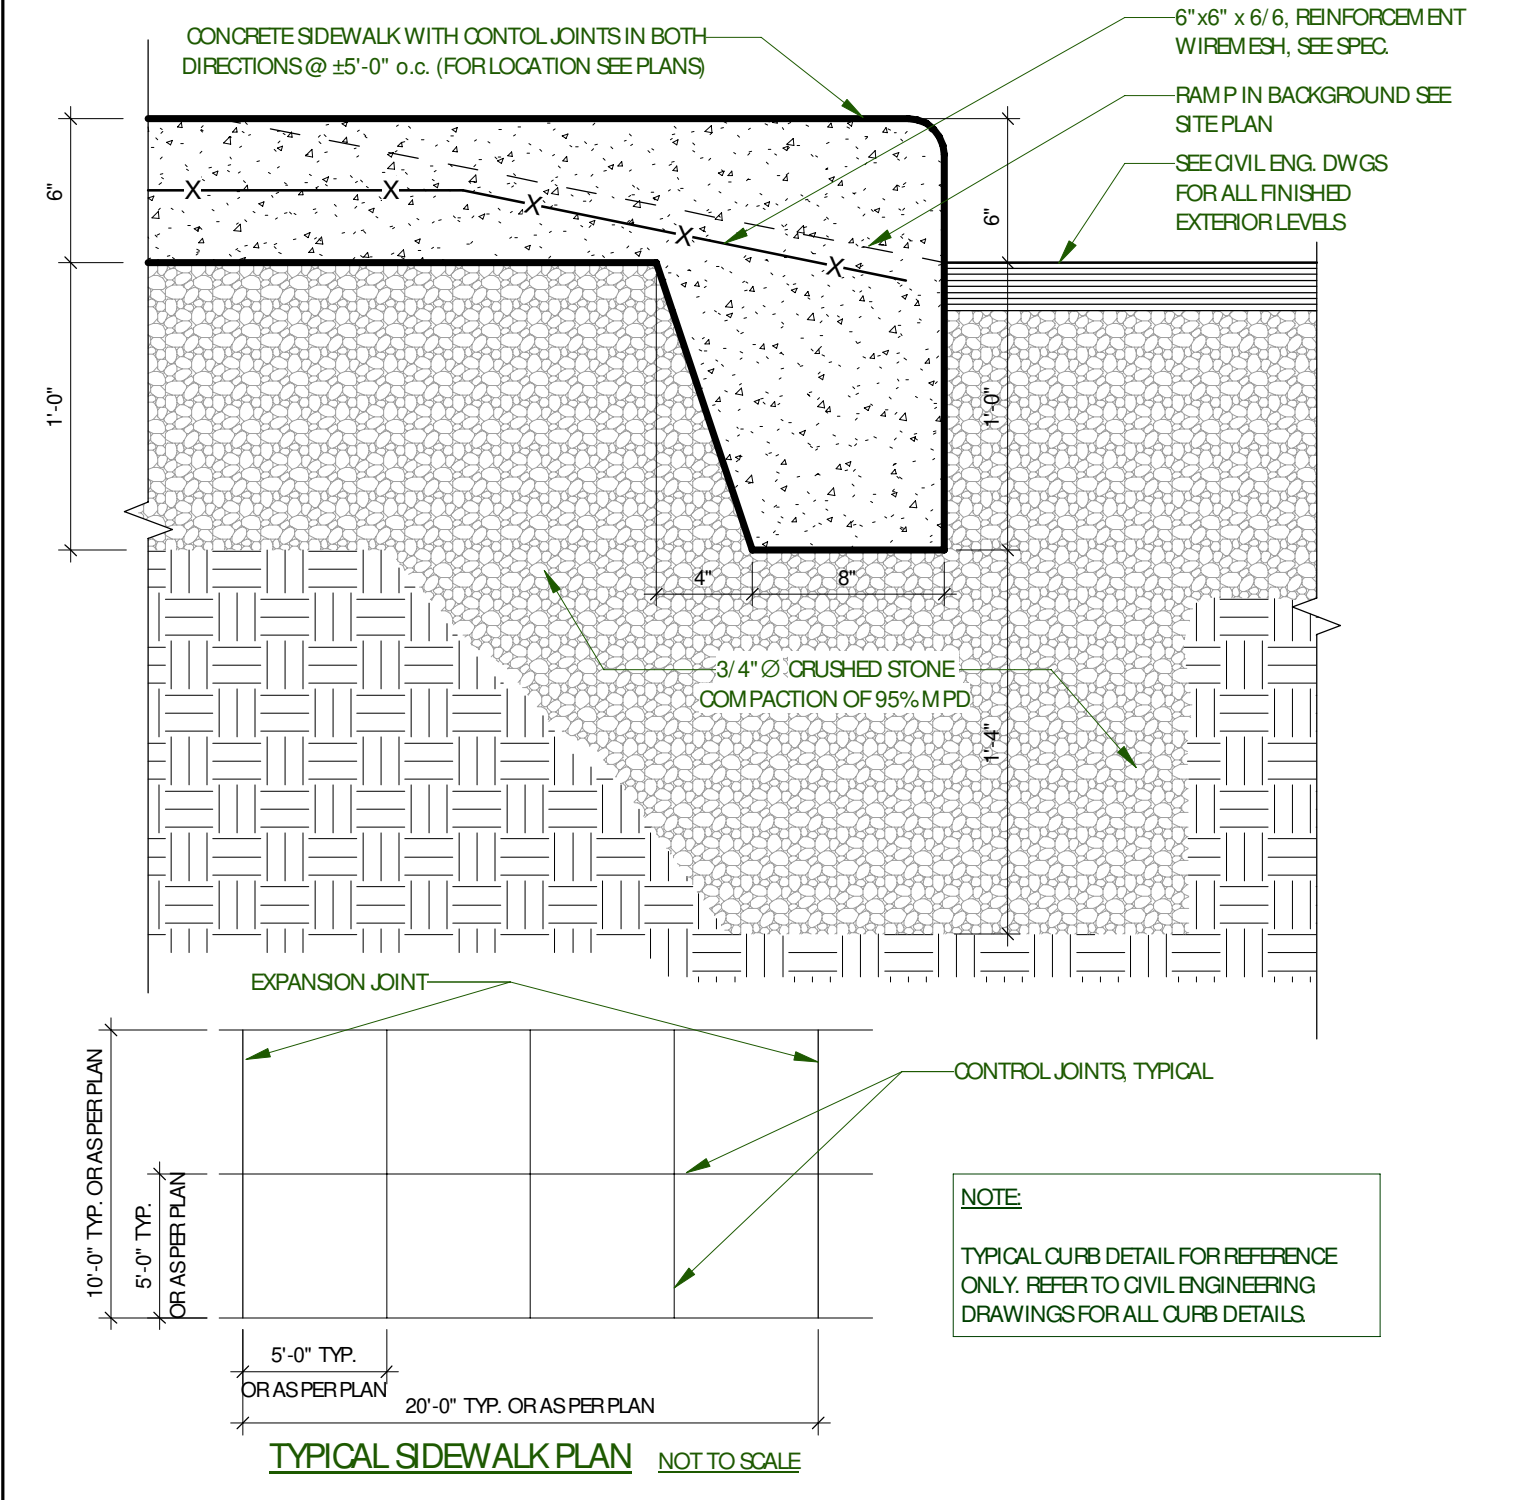 CONCRETE SIDEWALK WITH CONTOL JOINTS IN BOTH
DIRECTIONS @ ±5'-0" o.c. (FOR LOCATION SEE PLANS)
6"x6" x 6/6, REINFORCEMENT
WIREMESH, SEE SPEC.
RAMP IN BACKGROUND SEE
SITE PLAN
SEE CIVIL ENG. DWGS
FOR ALL FINISHED
EXTERIOR LEVELS
6"
1'-0"
X X X X X
6"
1'-0"
1'-4"
4" 8"
3/4" Ø CRUSHED STONE
COMPACTION OF 95% MPD
EXPANSION JOINT
CONTROL JOINTS, TYPICAL
10'-0" TYP. OR AS PER PLAN
5'-0" TYP.
OR AS PER PLAN
5'-0" TYP.
OR AS PER PLAN
20'-0" TYP. OR AS PER PLAN
NOTE:
TYPICAL CURB DETAIL FOR REFERENCE
ONLY. REFER TO CIVIL ENGINEERING
DRAWINGS FOR ALL CURB DETAILS.
TYPICAL SIDEWALK PLAN NOT TO SCALE